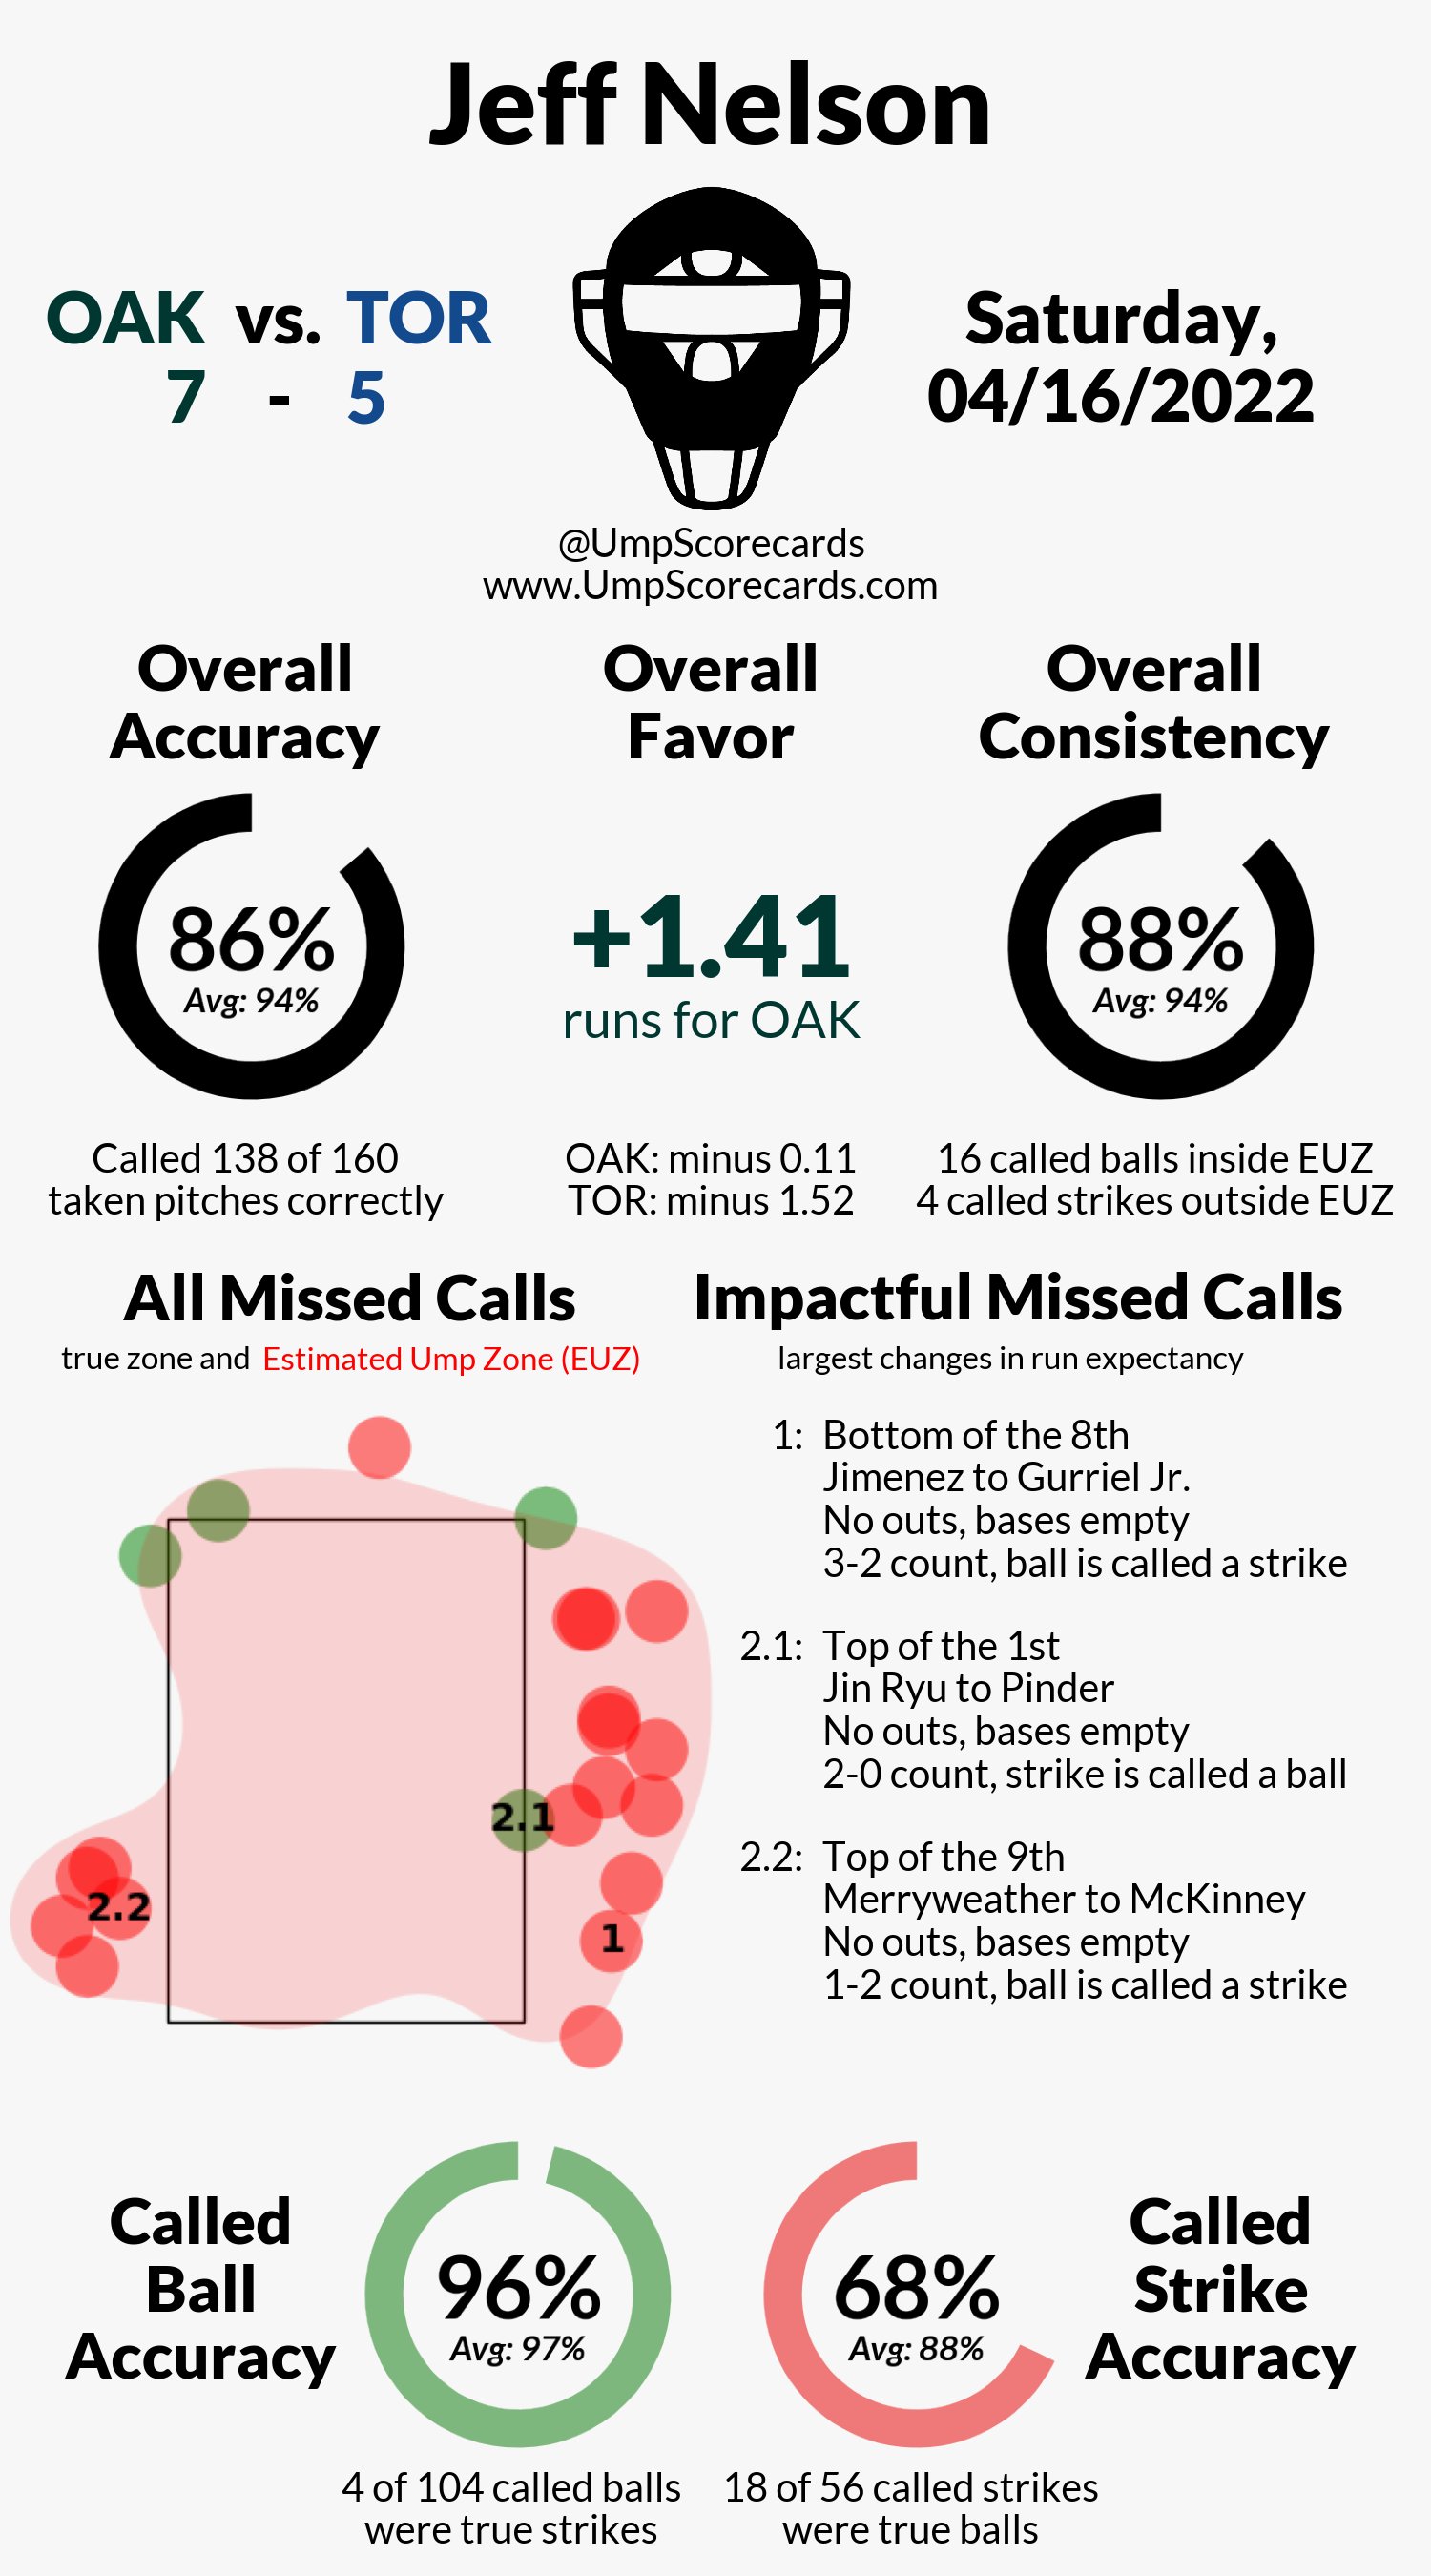 Jeff Nelson
OAK vs. TOR
7 - 5
Saturday,
04/16/2022
@UmpScorecards
www.UmpScorecards.com
Overall
Accuracy
86%
Avg: 94%
Called 138 of 160
taken pitches correctly
Overall
Favor
+1.41
runs for OAK
OAK: minus 0.11
TOR: minus 1.52
Overall
Consistency
88%
Avg: 94%
16 called balls inside EUZ
4 called strikes outside EUZ
All Missed Calls
true zone and Estimated Ump Zone (EUZ)
2.1
2.2
1
Impactful Missed Calls
largest changes in run expectancy
1: Bottom of the 8th
Jimenez to Gurriel Jr.
No outs, bases empty
3-2 count, ball is called a strike
2.1: Top of the 1st
Jin Ryu to Pinder
No outs, bases empty
2-0 count, strike is called a ball
2.2: Top of the 9th
Merryweather to McKinney
No outs, bases empty
1-2 count, ball is called a strike
Called
Ball
Accuracy
96%
Avg: 97%
4 of 104 called balls
were true strikes
68%
Avg: 88%
18 of 56 called strikes
were true balls
Called
Strike
Accuracy